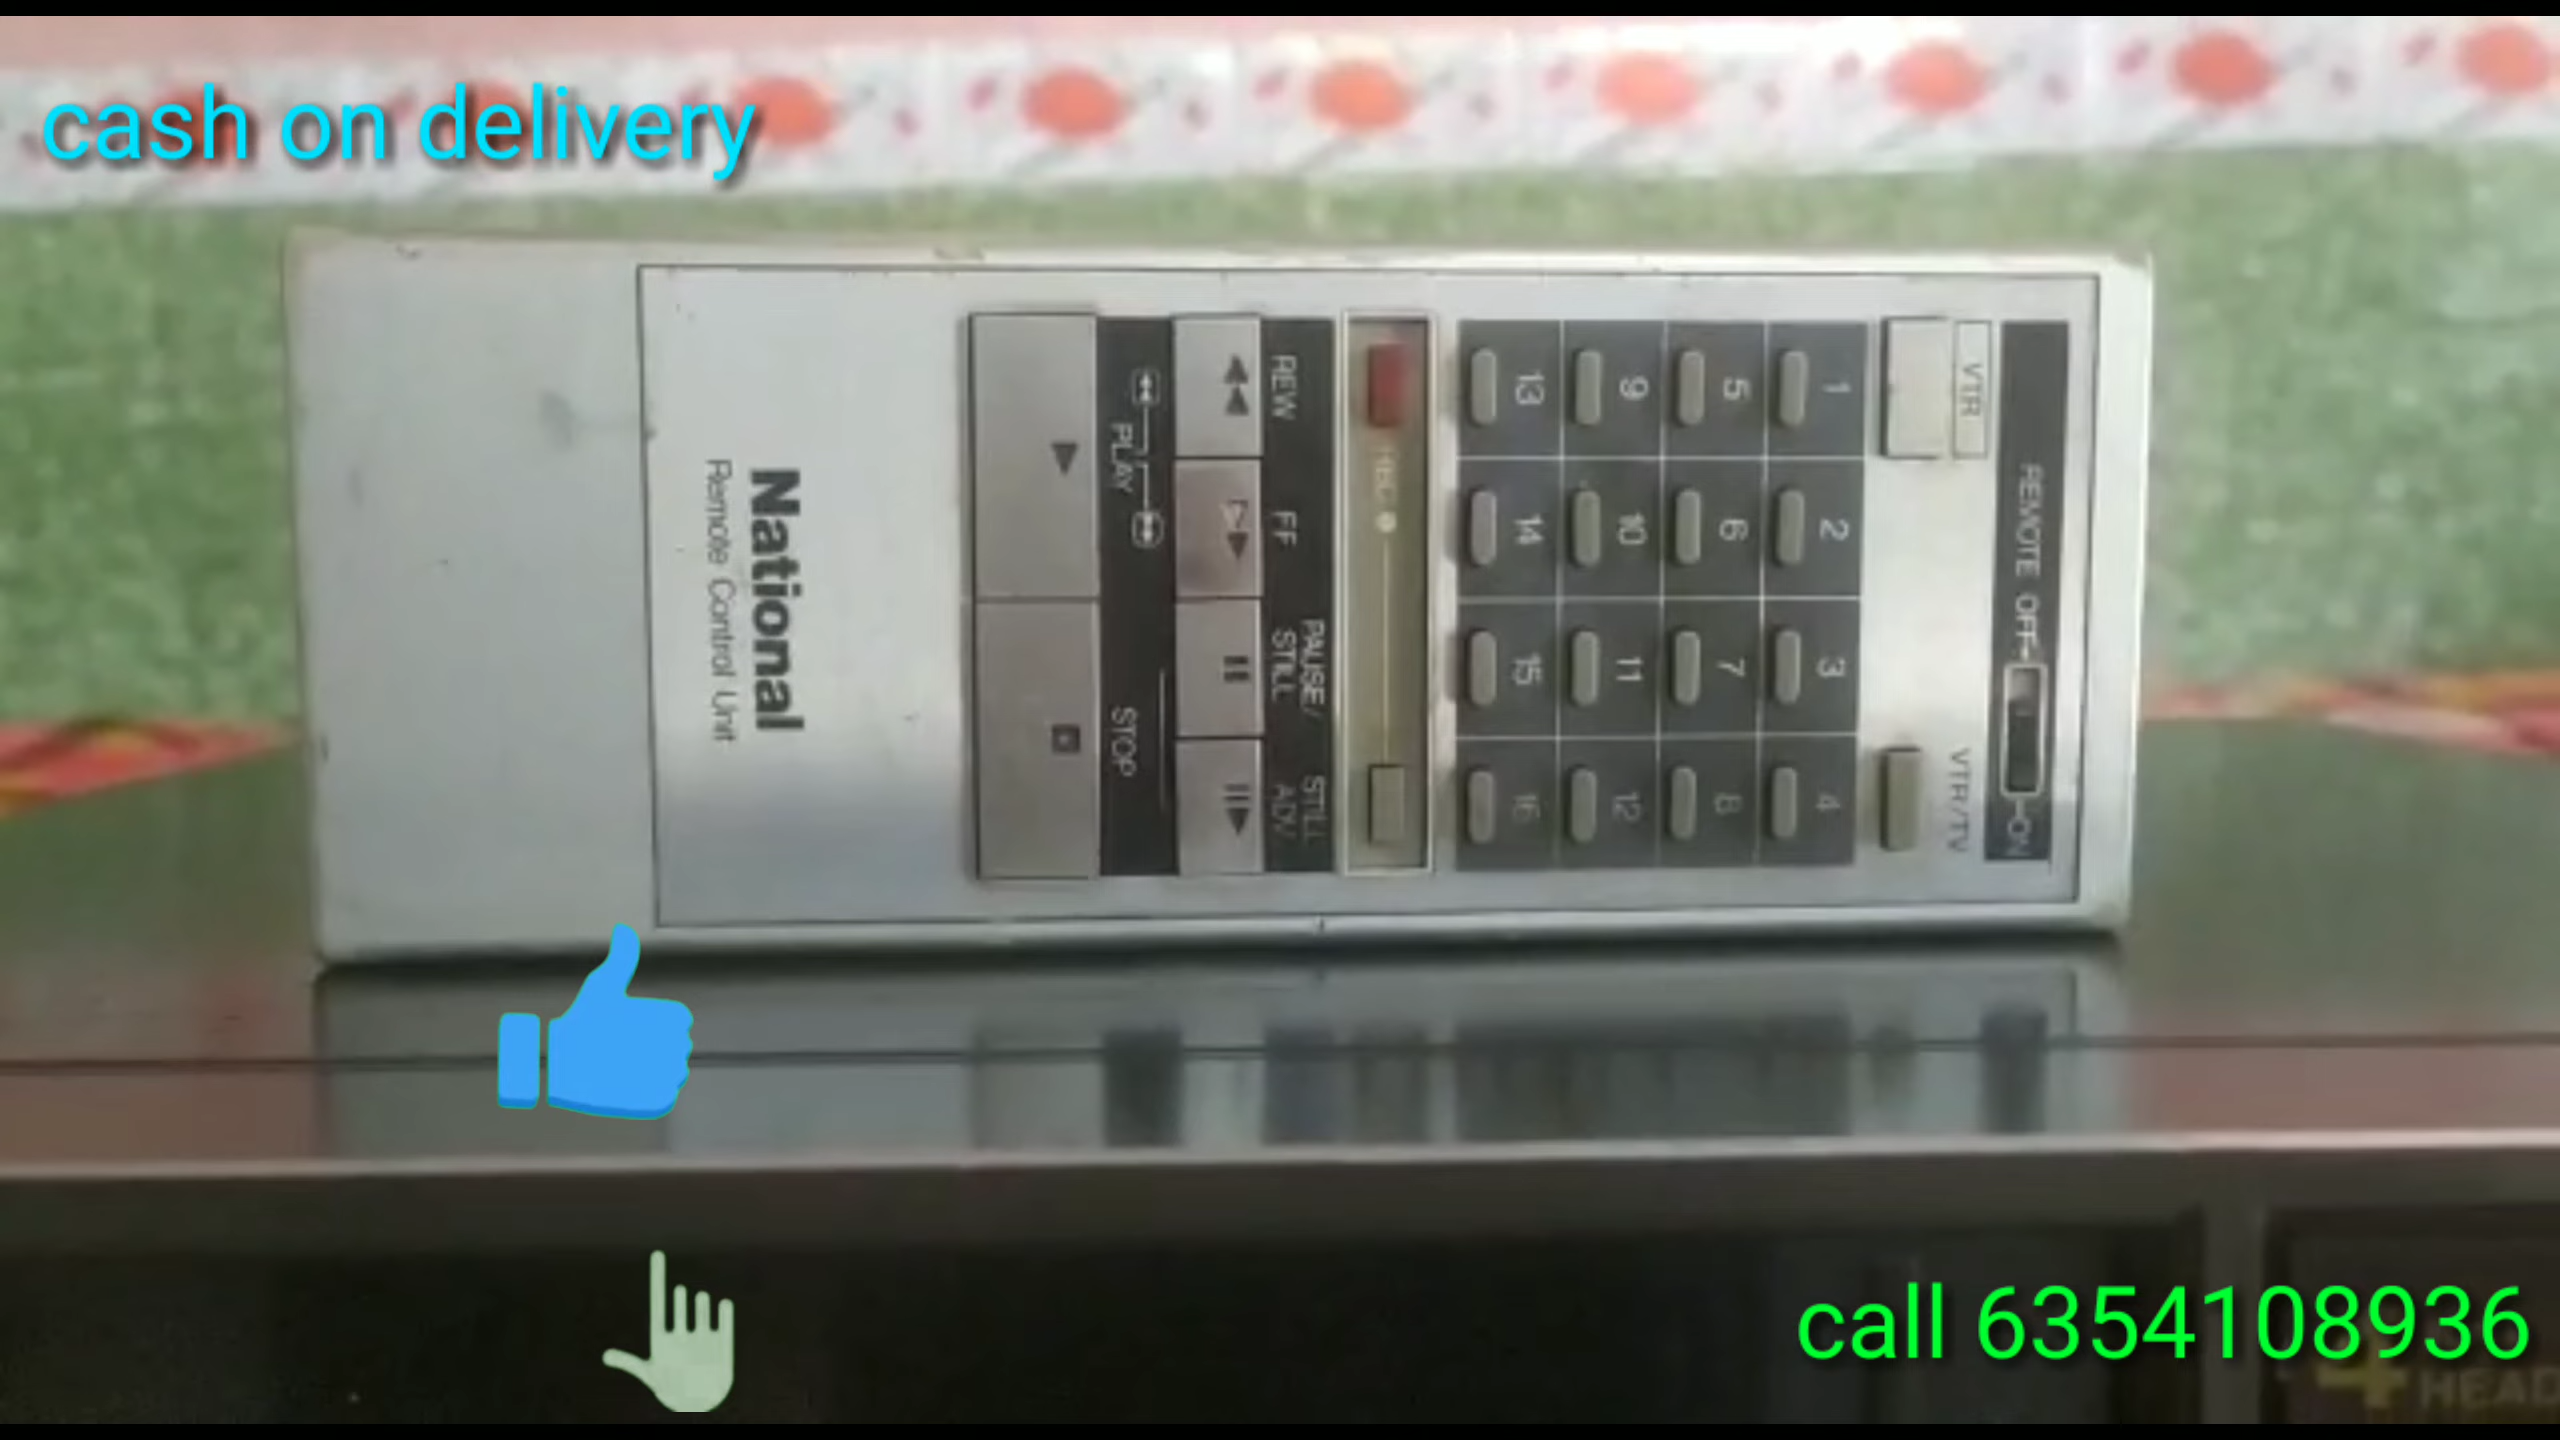 cash on delivery
REMOTE OFF ON
VTR
VTR/TV
1 2 3 4
5 6 7 8
9 10 11 12
13 14 15 16
REC
REW FF PAUSE/STILL STILL ADV
PLAY STOP
National
Remote Control Unit
call 6354108936
HEAD